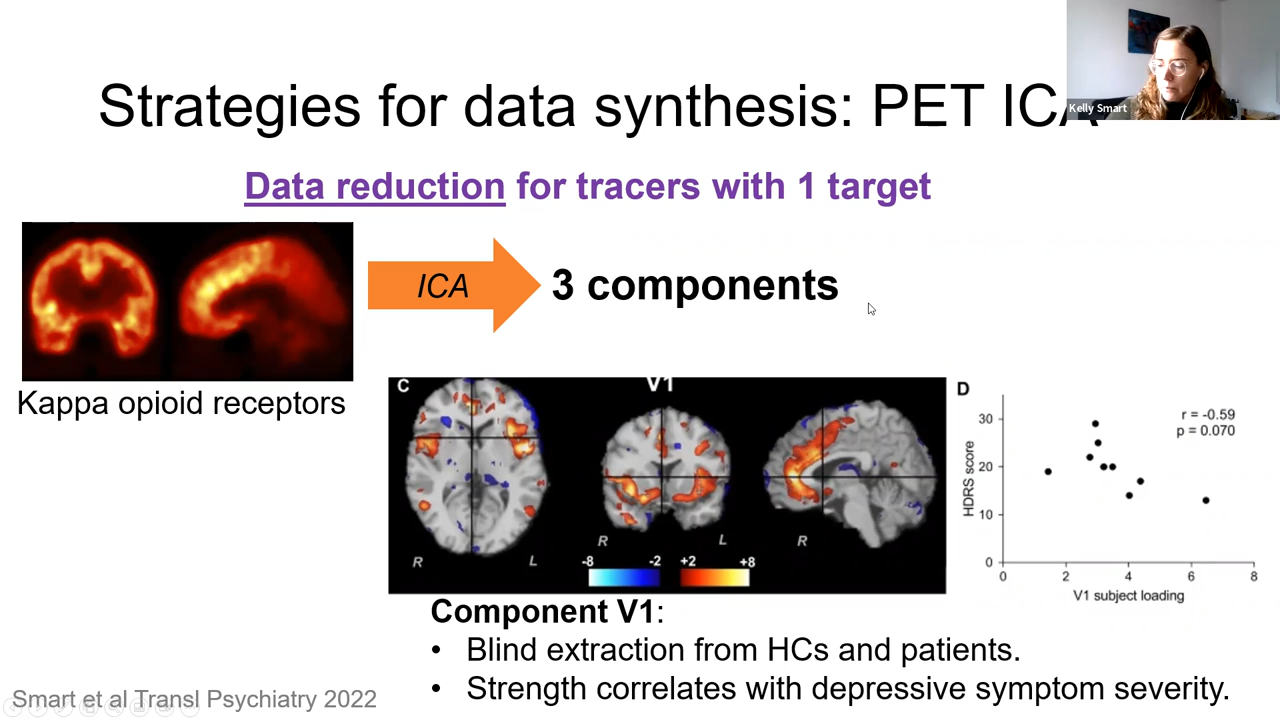 Kelly Smart
Strategies for data synthesis: PET ICA
Data reduction for tracers with 1 target
ICA
3 components
Kappa opioid receptors
C
V1
R
L
R
L
R
-8
-2
+2
+8
D
r = -0.59
p = 0.070
HDRS score
30
20
10
0
0
2
4
6
8
V1 subject loading
Component V1:
• Blind extraction from HCs and patients.
• Strength correlates with depressive symptom severity.
Smart et al Transl Psychiatry 2022